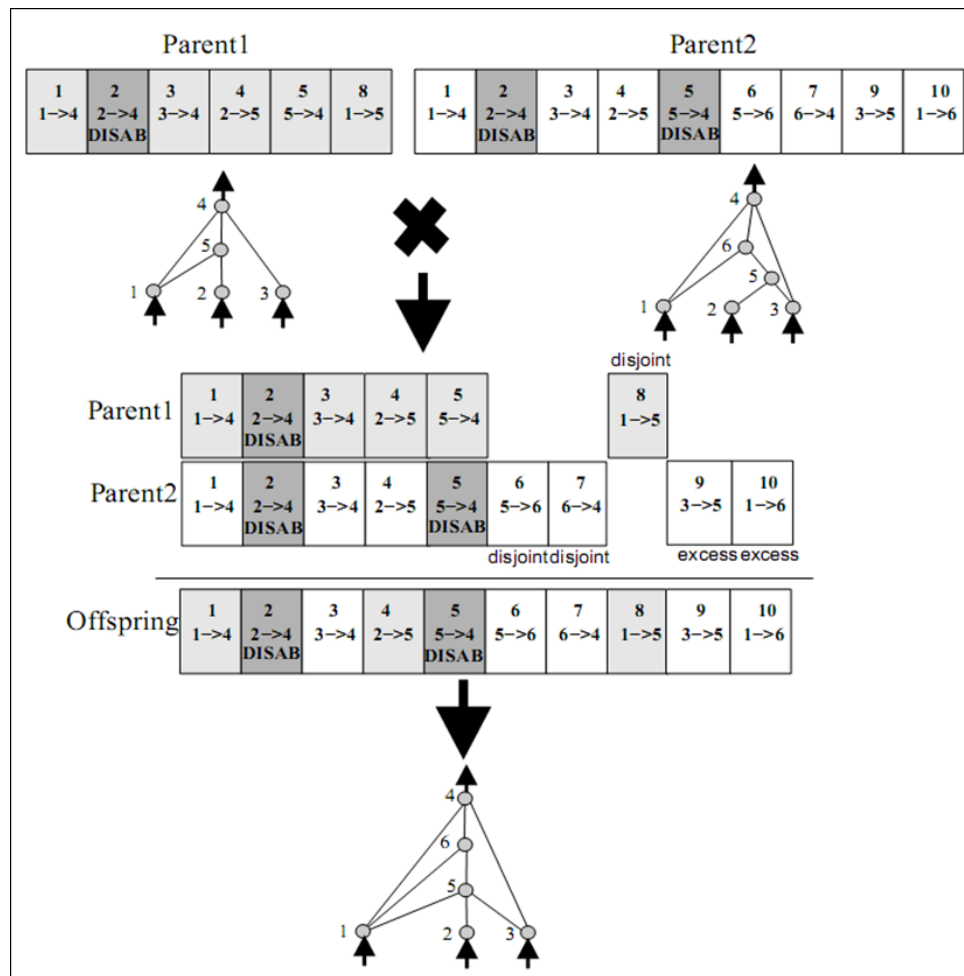 Parent1
Parent2
1 2 3 4 5 8
1->4 2->4 3->4 2->5 5->4 1->5
DISAB
1 2 3 4 5 6 7 9 10
1->4 2->4 3->4 2->5 5->4 5->6 6->4 3->5 1->6
DISAB DISAB
4
5
1 2 3
4
6
5
1 2 3
disjoint
Parent1
1 2 3 4 5 8
1->4 2->4 3->4 2->5 5->4 1->5
DISAB
Parent2
1 2 3 4 5 6 7 9 10
1->4 2->4 3->4 2->5 5->4 5->6 6->4 3->5 1->6
DISAB DISAB
disjoint disjoint excess excess
Offspring
1 2 3 4 5 6 7 8 9 10
1->4 2->4 3->4 2->5 5->4 5->6 6->4 1->5 3->5 1->6
DISAB DISAB
4
6
5
1 2 3